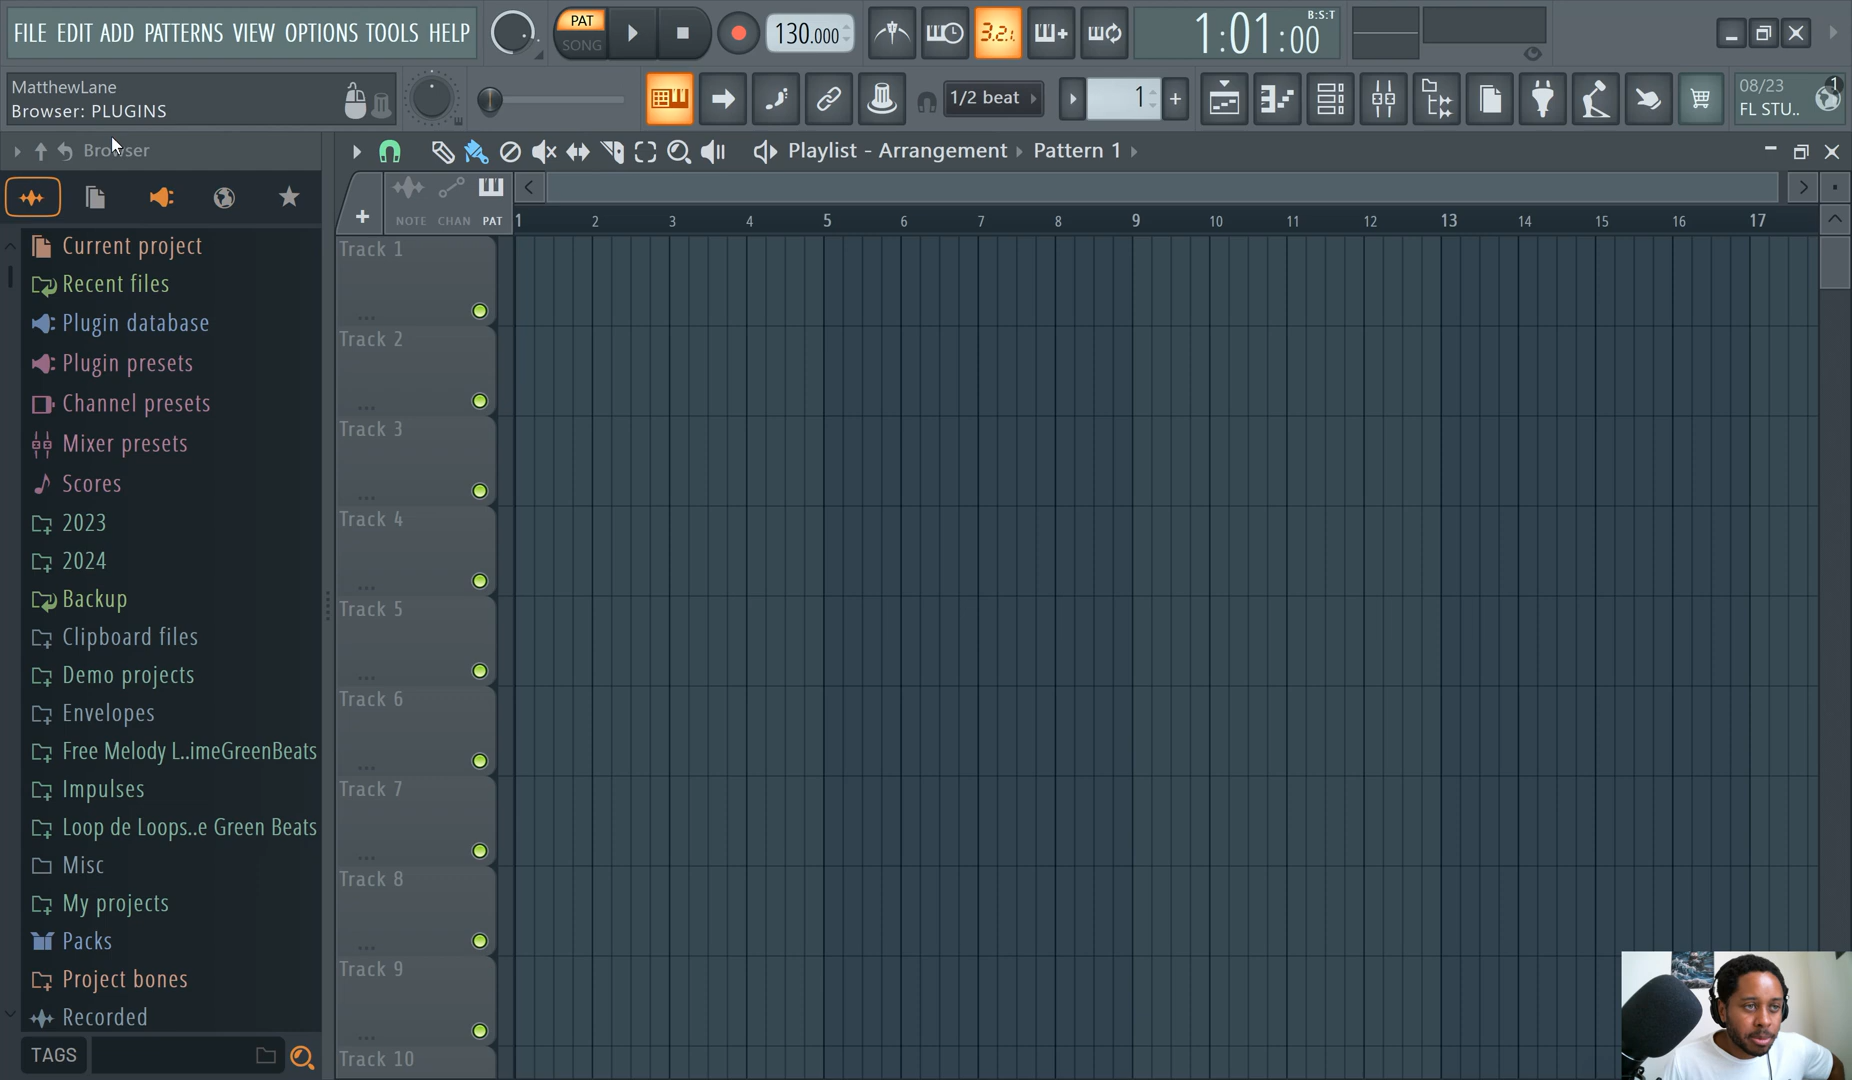 FILE EDIT ADD PATTERNS VIEW OPTIONS TOOLS HELP
PAT
SONG
130.000
3.2.
1:01:00
B:S:T
MatthewLane
Browser: PLUGINS
1/2 beat
1
08/23
FL STU..
1
Browser
Playlist - Arrangement
Pattern 1
NOTE CHAN PAT
1 2 3 4 5 6 7 8 9 10 11 12 13 14 15 16 17
Current project
Recent files
Plugin database
Plugin presets
Channel presets
Mixer presets
Scores
2023
2024
Backup
Clipboard files
Demo projects
Envelopes
Free Melody L..imeGreenBeats
Impulses
Loop de Loops..e Green Beats
Misc
My projects
Packs
Project bones
Recorded
TAGS
Track 1
Track 2
Track 3
Track 4
Track 5
Track 6
Track 7
Track 8
Track 9
Track 10